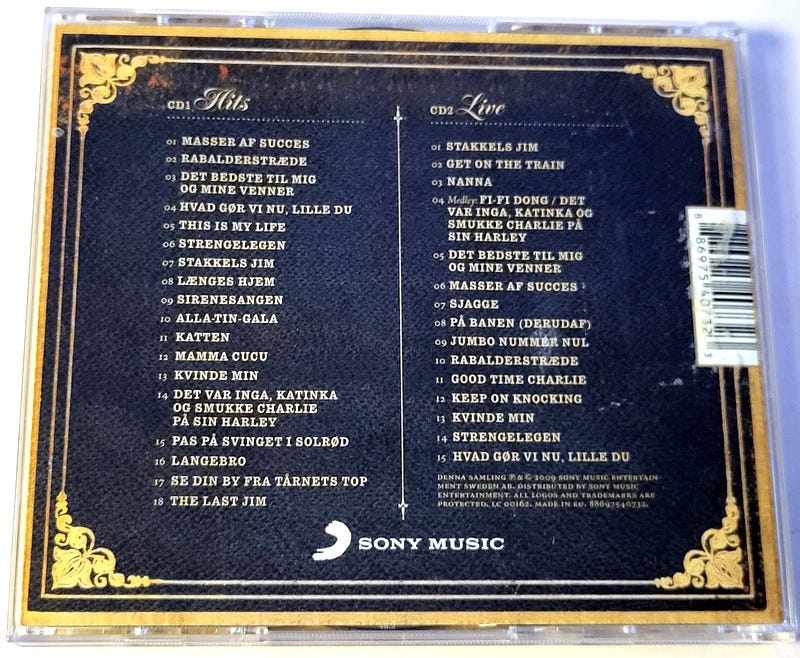 CD1 Hits
01 MASSER AF SUCCES
02 RABALDERSTRÆDE
03 DET BEDSTE TIL MIG
OG MINE VENNER
04 HVAD GØR VI NU, LILLE DU
05 THIS IS MY LIFE
06 STRENGELEGEN
07 STAKKELS JIM
08 LÆNGES HJEM
09 SIRENESANGEN
10 ALLA-TIN-GALA
11 KATTEN
12 MAMMA CUCU
13 KVINDE MIN
14 DET VAR INGA, KATINKA
OG SMUKKE CHARLIE
PÅ SIN HARLEY
15 PAS PÅ SVINGET I SOLRØD
16 LANGEBRO
17 SE DIN BY FRA TÅRNETS TOP
18 THE LAST JIM
CD2 Live
01 STAKKELS JIM
02 GET ON THE TRAIN
03 NANNA
04 Medley: FI-FI DONG / DET
VAR INGA, KATINKA OG
SMUKKE CHARLIE PÅ
SIN HARLEY
05 DET BEDSTE TIL MIG
OG MINE VENNER
06 MASSER AF SUCCES
07 SJAGGE
08 PÅ BANEN (DERUDAF)
09 JUMBO NUMMER NUL
10 RABALDERSTRÆDE
11 GOOD TIME CHARLIE
12 KEEP ON KNOCKING
13 KVINDE MIN
14 STRENGELEGEN
15 HVAD GØR VI NU, LILLE DU
DENNA SAMLING ℗ & © 2009 SONY MUSIC ENTERTAIN-
MENT SWEDEN AB. DISTRIBUTED BY SONY MUSIC
ENTERTAINMENT. ALL LOGOS AND TRADEMARKS ARE
PROTECTED. LC 00162. MADE IN EU. 88697540732.
SONY MUSIC
8 86975 40732 3